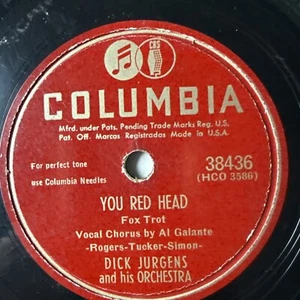 CBS
COLUMBIA
Mfrd. under Pats. Pending Trade Marks Reg. U.S.
Pat. Off. Marcas Registradas Made in U.S.A.
For perfect tone
use Columbia Needles
38436
(HCO 3586)
YOU RED HEAD
Fox Trot
Vocal Chorus by Al Galante
-Rogers-Tucker-Simon-
DICK JURGENS
and his ORCHESTRA